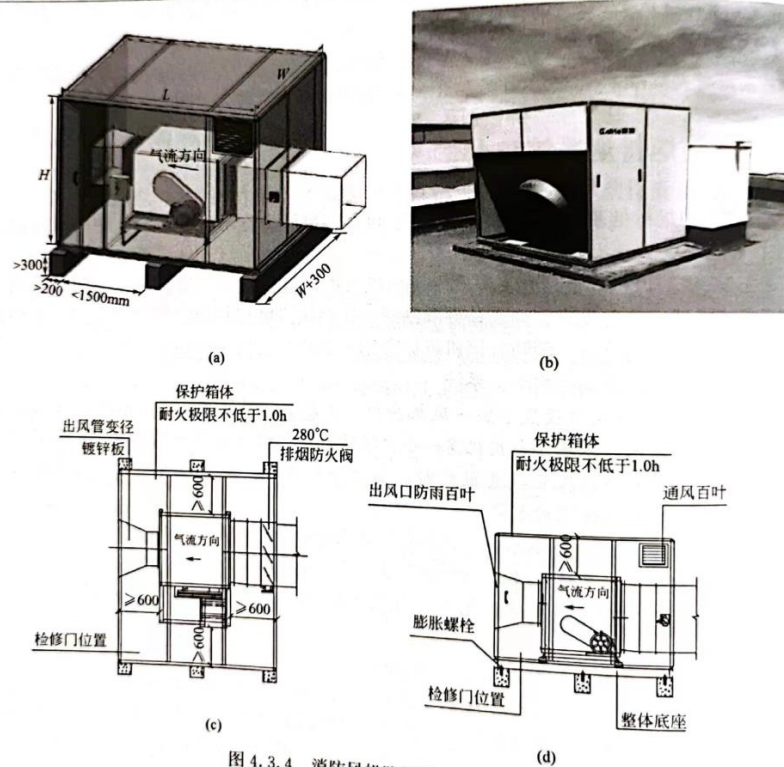 W
L
气流方向
H
>300
>200
<1500mm
W+300
(a)
(b)
保护箱体
耐火极限不低于1.0h
出风管变径
镀锌板
280℃
排烟防火阀
≥600
气流方向
≥600
≥600
≥600
检修门位置
(c)
保护箱体
耐火极限不低于1.0h
出风口防雨百叶
通风百叶
≥600
气流方向
膨胀螺栓
检修门位置
整体底座
(d)
图 4.3.4 消防风机